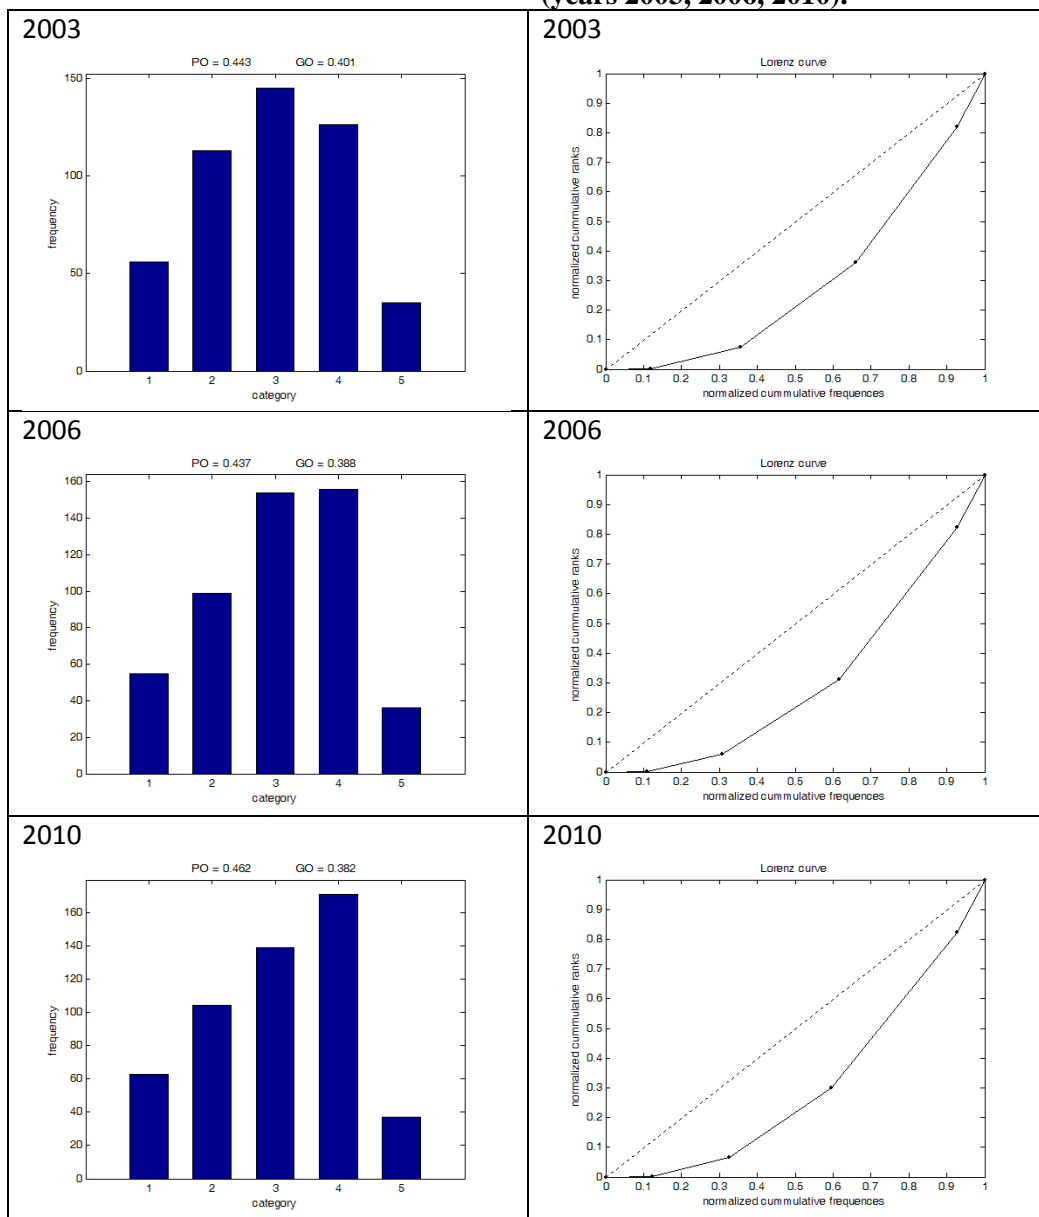 (years 2003, 2006, 2010).
2003
PO = 0.443 GO = 0.401
150
100
50
0
frequency
1 2 3 4 5
category
2003
Lorenz curve
1
0.9
0.8
0.7
0.6
0.5
0.4
0.3
0.2
0.1
0
normalized cummulative ranks
0 0.1 0.2 0.3 0.4 0.5 0.6 0.7 0.8 0.9 1
normalized cummulative frequences
2006
PO = 0.437 GO = 0.388
160
140
120
100
80
60
40
20
0
frequency
1 2 3 4 5
category
2006
Lorenz curve
1
0.9
0.8
0.7
0.6
0.5
0.4
0.3
0.2
0.1
0
normalized cummulative ranks
0 0.1 0.2 0.3 0.4 0.5 0.6 0.7 0.8 0.9 1
normalized cummulative frequences
2010
PO = 0.462 GO = 0.382
160
140
120
100
80
60
40
20
0
frequency
1 2 3 4 5
category
2010
Lorenz curve
1
0.9
0.8
0.7
0.6
0.5
0.4
0.3
0.2
0.1
0
normalized cummulative ranks
0 0.1 0.2 0.3 0.4 0.5 0.6 0.7 0.8 0.9 1
normalized cummulative frequences